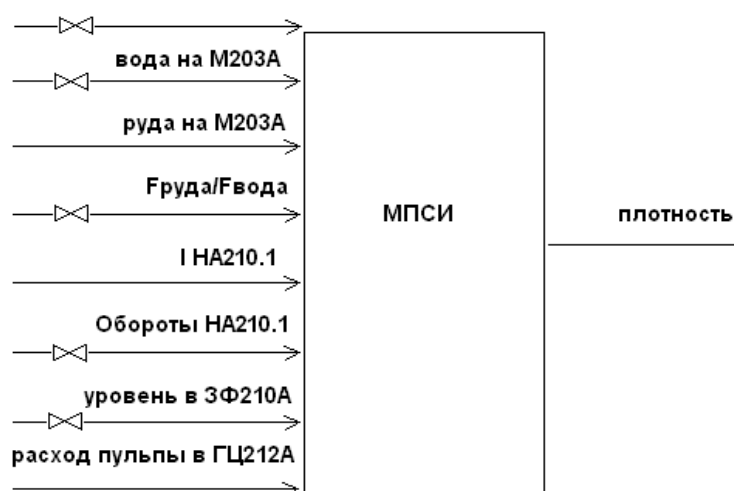 вода на М203А
руда на М203А
Fруда/Fвода
МПСИ
плотность
I НА210.1
Обороты НА210.1
уровень в ЗФ210А
расход пульпы в ГЦ212А